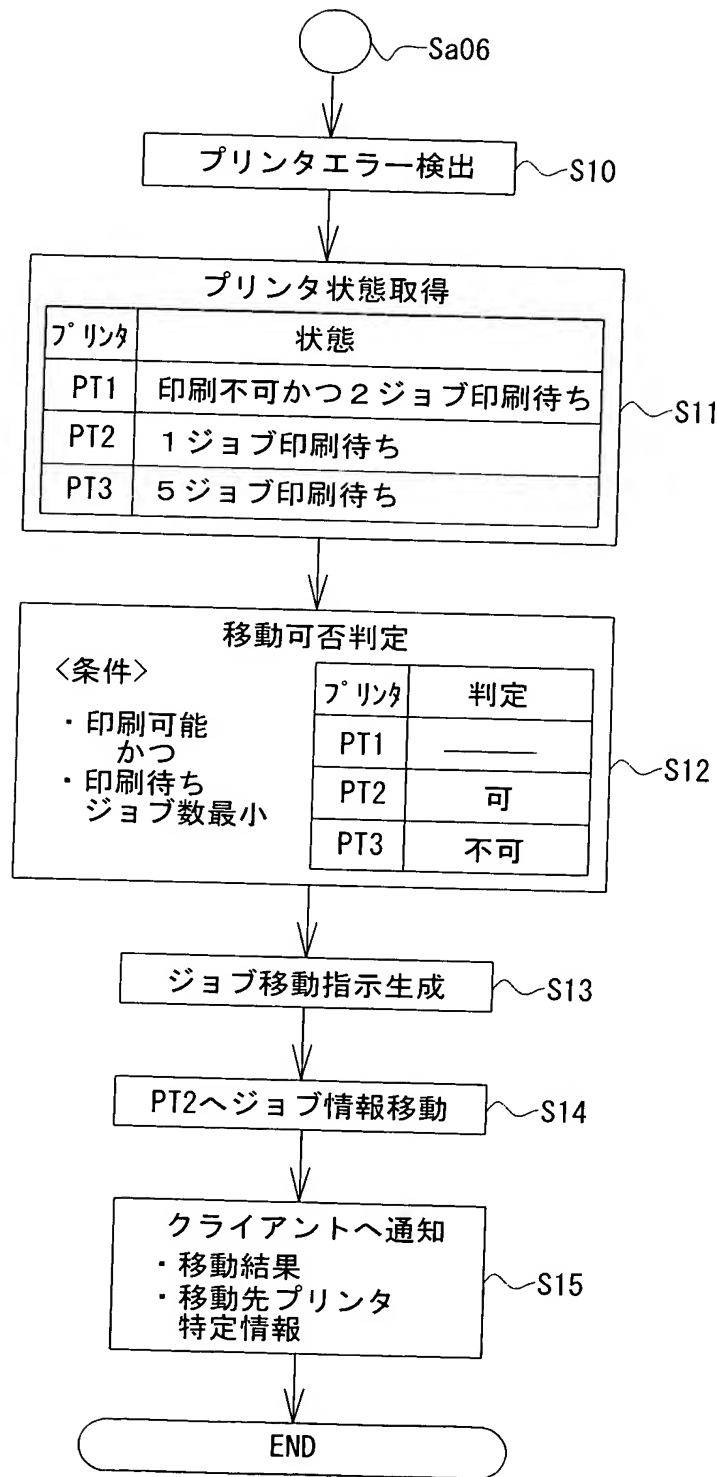 Sa06
プリンタエラー検出 S10
プリンタ状態取得
プリンタ 状態
PT1 印刷不可かつ2ジョブ印刷待ち
S11
PT2 1ジョブ印刷待ち
PT3 5ジョブ印刷待ち
移動可否判定
<条件>
・印刷可能
かつ
・印刷待ち
ジョブ数最小
プリンタ 判定
PT1 ———
PT2 可
PT3 不可
S12
ジョブ移動指示生成 S13
PT2へジョブ情報移動 S14
クライアントへ通知
・移動結果
・移動先プリンタ
特定情報
S15
END